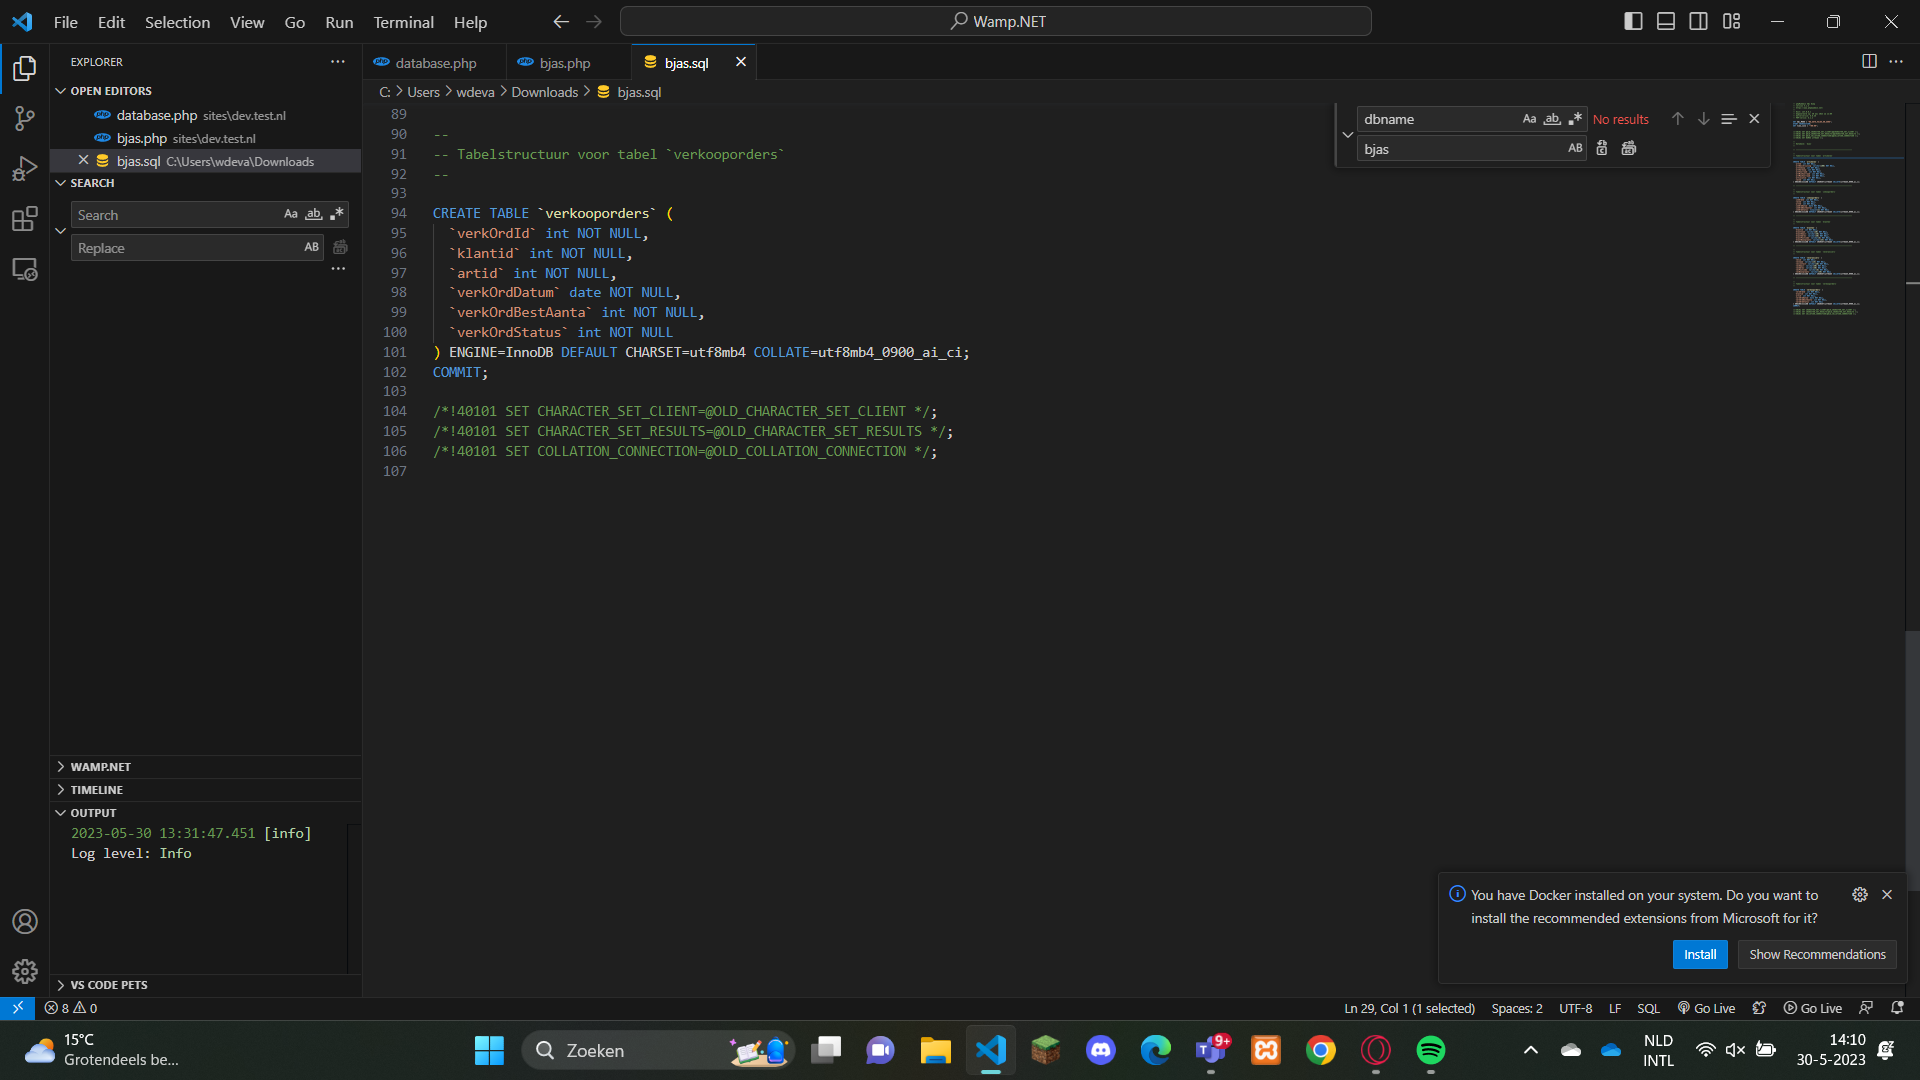 File Edit Selection View Go Run Terminal Help
Wamp.NET
EXPLORER
OPEN EDITORS
database.php sites\dev.test.nl
bjas.php sites\dev.test.nl
bjas.sql C:\Users\wdeva\Downloads
SEARCH
Search Aa ab
Replace AB
WAMP.NET
TIMELINE
OUTPUT
2023-05-30 13:31:47.451 [info]
Log level: Info
VS CODE PETS
php database.php
php bjas.php
bjas.sql
C: > Users > wdeva > Downloads > bjas.sql
dbname Aa ab No results
bjas AB
89
90 --
91 -- Tabelstructuur voor tabel `verkooporders`
92 --
93
94 CREATE TABLE `verkooporders` (
95 `verkOrdId` int NOT NULL,
96 `klantid` int NOT NULL,
97 `artid` int NOT NULL,
98 `verkOrdDatum` date NOT NULL,
99 `verkOrdBestAanta` int NOT NULL,
100 `verkOrdStatus` int NOT NULL
101 ) ENGINE=InnoDB DEFAULT CHARSET=utf8mb4 COLLATE=utf8mb4_0900_ai_ci;
102 COMMIT;
103
104 /*!40101 SET CHARACTER_SET_CLIENT=@OLD_CHARACTER_SET_CLIENT */;
105 /*!40101 SET CHARACTER_SET_RESULTS=@OLD_CHARACTER_SET_RESULTS */;
106 /*!40101 SET COLLATION_CONNECTION=@OLD_COLLATION_CONNECTION */;
107
You have Docker installed on your system. Do you want to
install the recommended extensions from Microsoft for it?
Install Show Recommendations
8 0
Ln 29, Col 1 (1 selected) Spaces: 2 UTF-8 LF SQL Go Live Go Live
15°C
Grotendeels be...
Zoeken
9+
NLD
INTL
14:10
30-5-2023